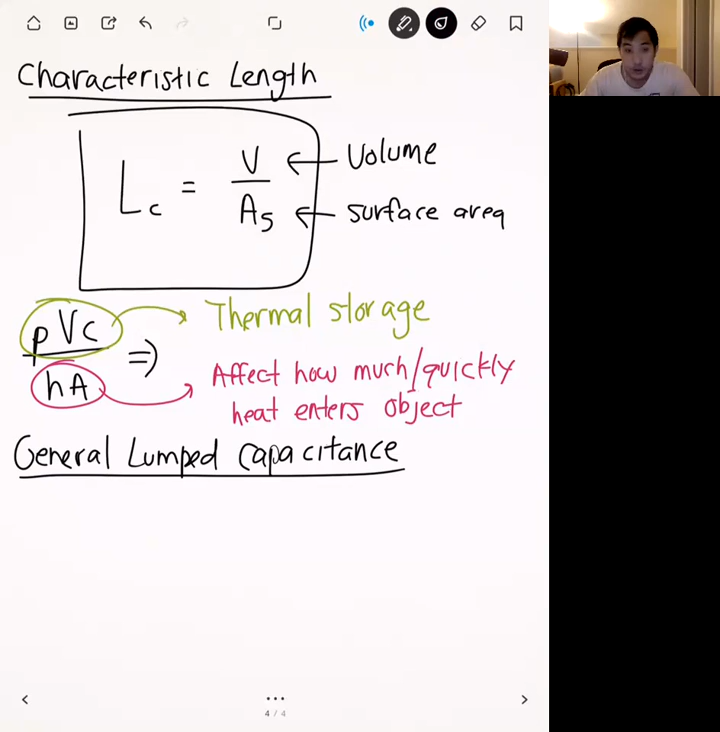 Characteristic Length
Lc = V/As
← Volume
← surface area
ρVc/hA ⇒
Thermal storage
Affect how much/quickly
heat enters object
General Lumped Capacitance
4 / 4